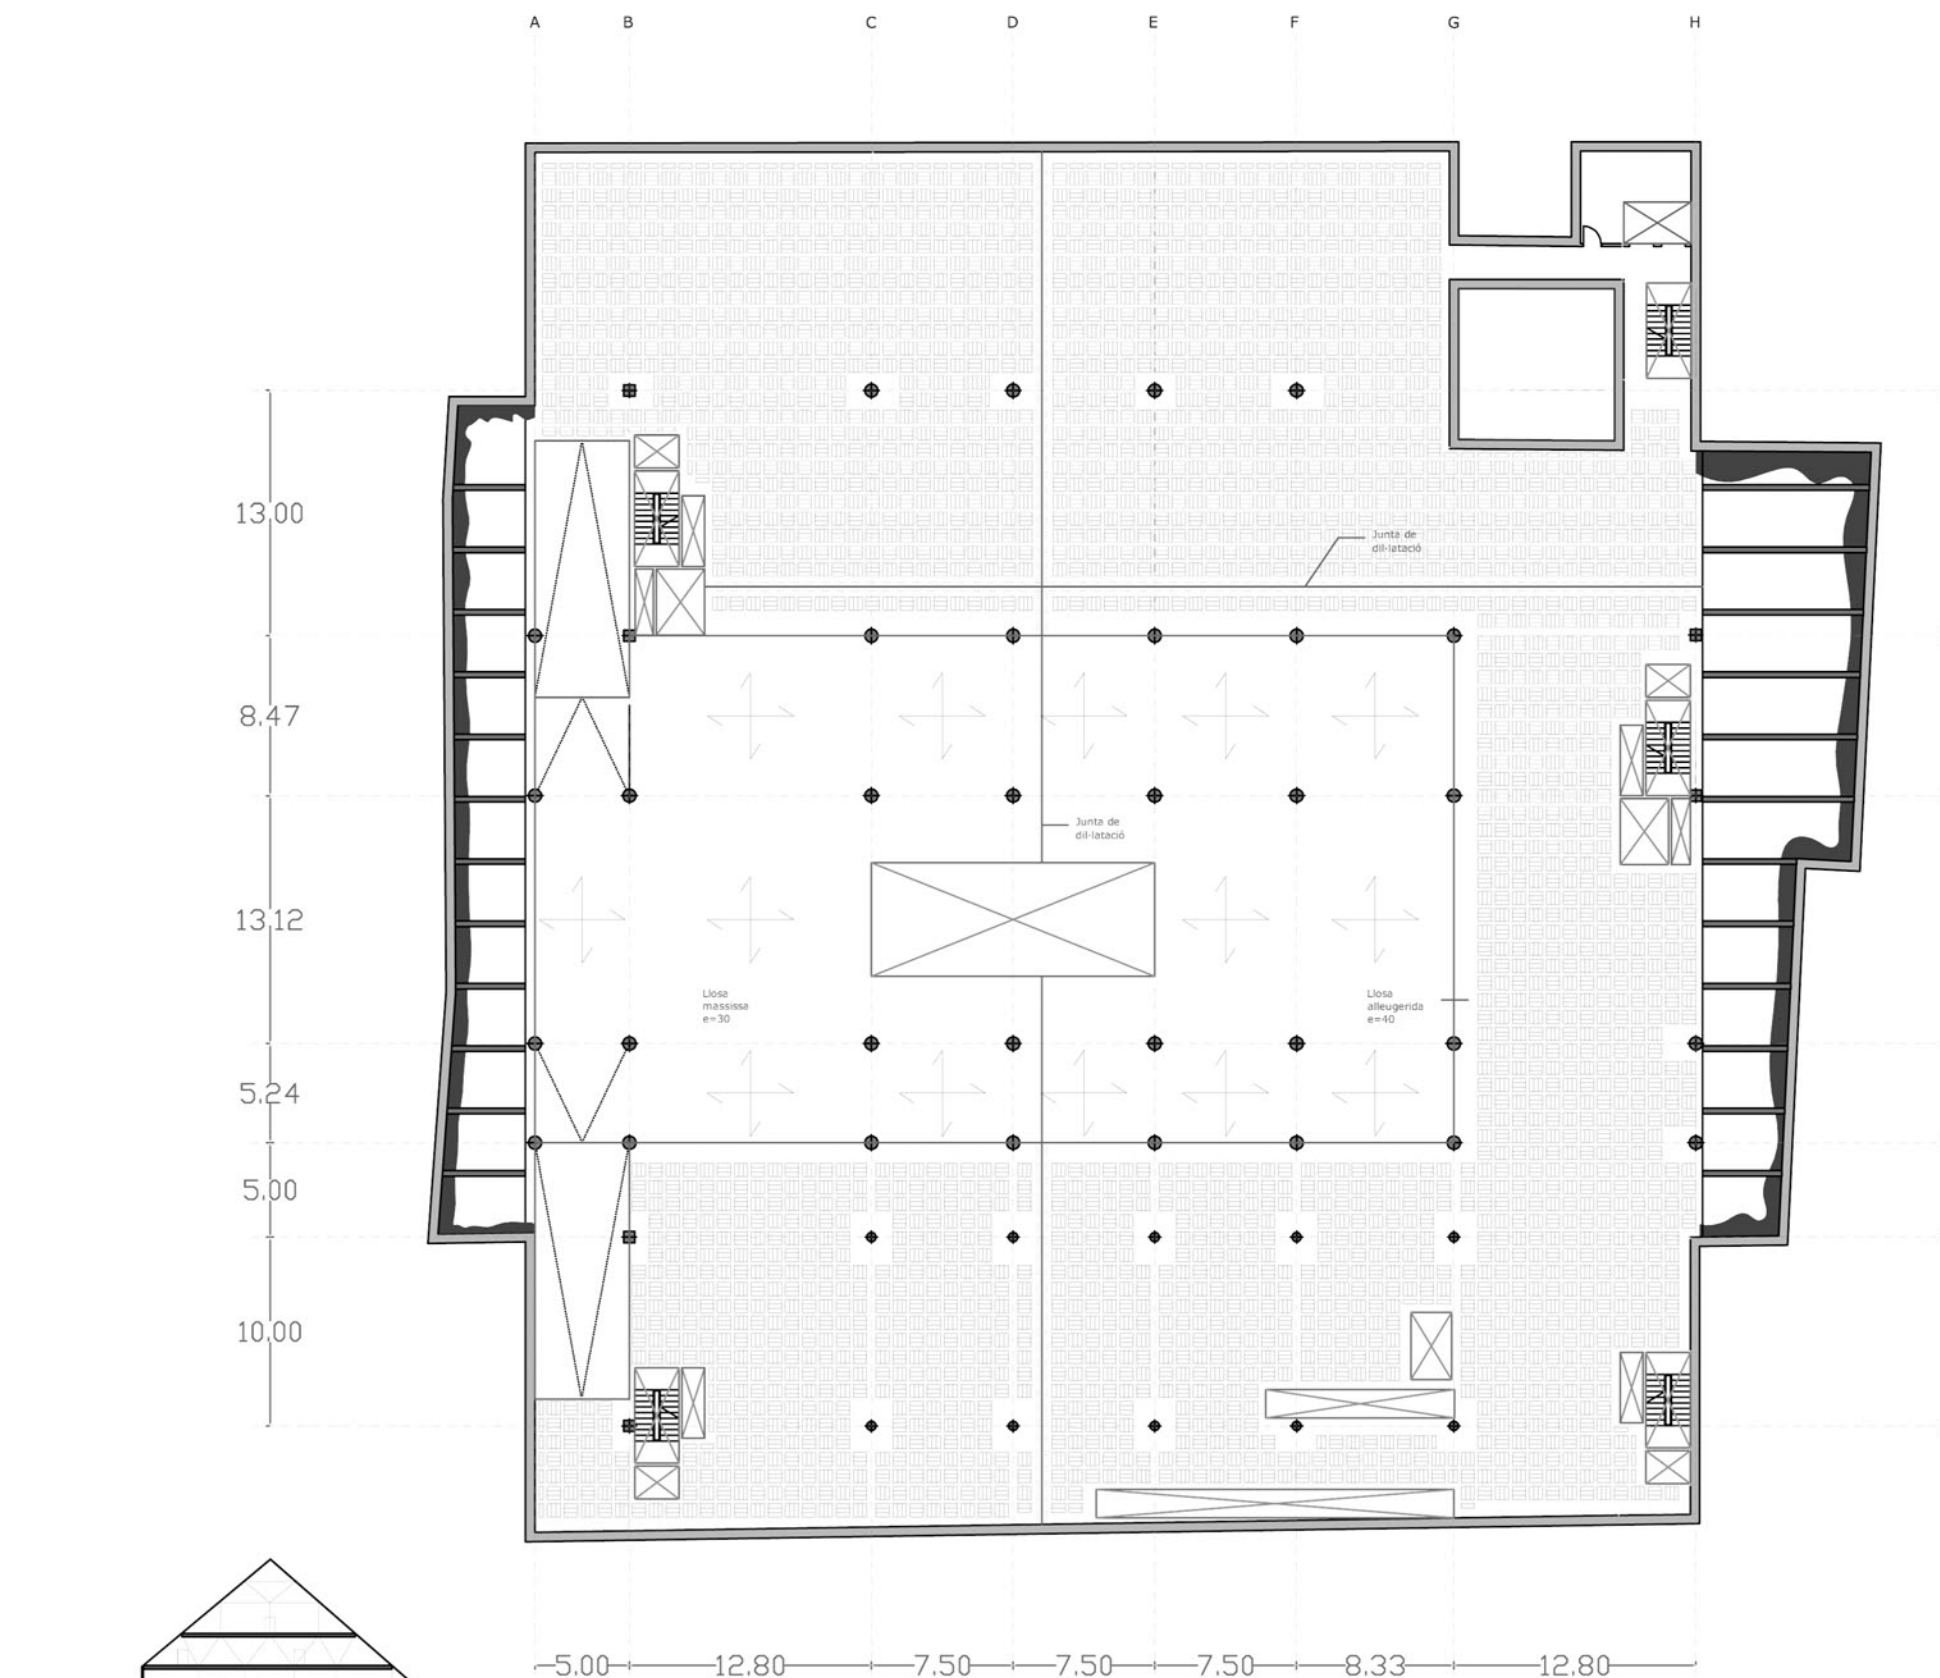 A B C D E F G H
13.00
Junta de
dil·latació
8.47
Junta de
dil·latació
13.12
Llosa
massissa
e=30
Llosa
alleugerida
e=40
5.24
5.00
10.00
5.00 12.80 7.50 7.50 7.50 8.33 12.80